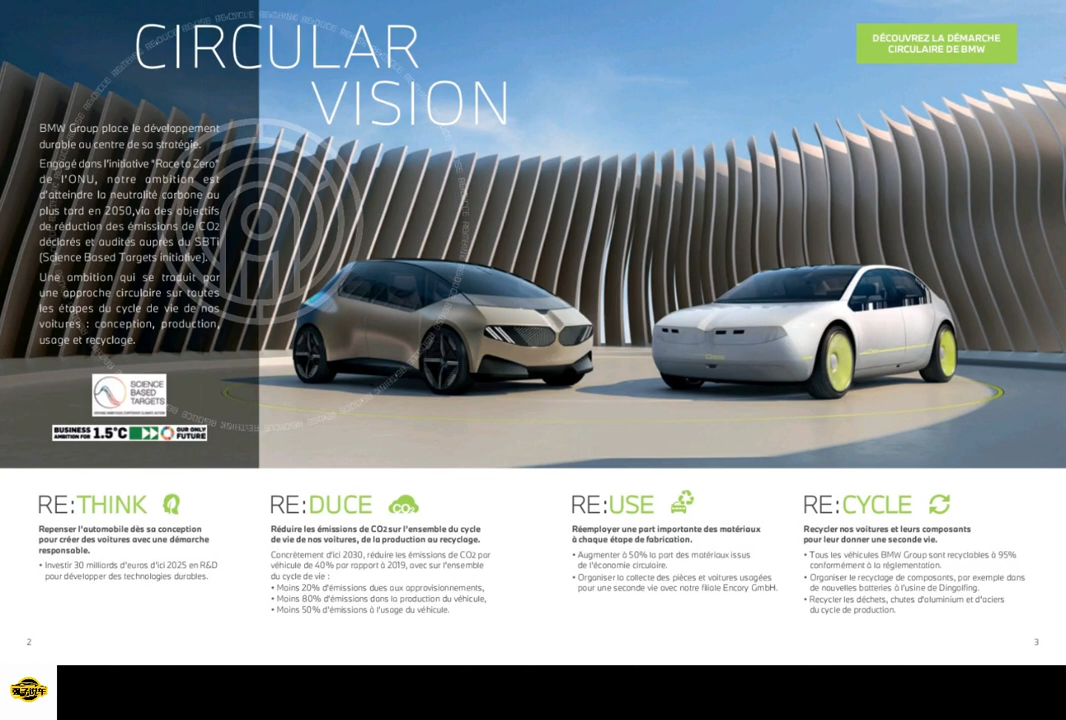 CIRCULAR
VISION
DÉCOUVREZ LA DÉMARCHE
CIRCULAIRE DE BMW
BMW Group place le développement
durable au centre de sa stratégie.
Engagé dans l'initiative "Race to Zero"
de l'ONU, notre ambition est
d'atteindre la neutralité carbone au
plus tard en 2050,via des objectifs
de réduction des émissions de CO2
déclarés et audités auprès du SBTi
(Science Based Targets initiative).
Une ambition qui se traduit par
une approche circulaire sur toutes
les étapes du cycle de vie de nos
voitures : conception, production,
usage et recyclage.
SCIENCE
BASED
TARGETS
DRIVING AMBITIOUS CORPORATE CLIMATE ACTION
BUSINESS
AMBITION FOR 1.5°C
OUR ONLY
FUTURE
RE:THINK
Repenser l'automobile dès sa conception
pour créer des voitures avec une démarche
responsable.
• Investir 30 milliards d'euros d'ici 2025 en R&D
pour développer des technologies durables.
RE:DUCE
CO2
Réduire les émissions de CO2 sur l'ensemble du cycle
de vie de nos voitures, de la production au recyclage.
Concrètement d'ici 2030, réduire les émissions de CO2 par
véhicule de 40% par rapport à 2019, avec sur l'ensemble
du cycle de vie :
• Moins 20% d'émissions dues aux approvisionnements,
• Moins 80% d'émissions dans la production du véhicule,
• Moins 50% d'émissions à l'usage du véhicule.
RE:USE
Réemployer une part importante des matériaux
à chaque étape de fabrication.
• Augmenter à 50% la part des matériaux issus
de l'économie circulaire.
• Organiser la collecte des pièces et voitures usagées
pour une seconde vie avec notre filiale Encory GmbH.
RE:CYCLE
Recycler nos voitures et leurs composants
pour leur donner une seconde vie.
• Tous les véhicules BMW Group sont recyclables à 95%
conformément à la réglementation.
• Organiser le recyclage de composants, par exemple dans
de nouvelles batteries à l'usine de Dingolfing.
• Recycler les déchets, chutes d'aluminium et d'aciers
du cycle de production.
2
3